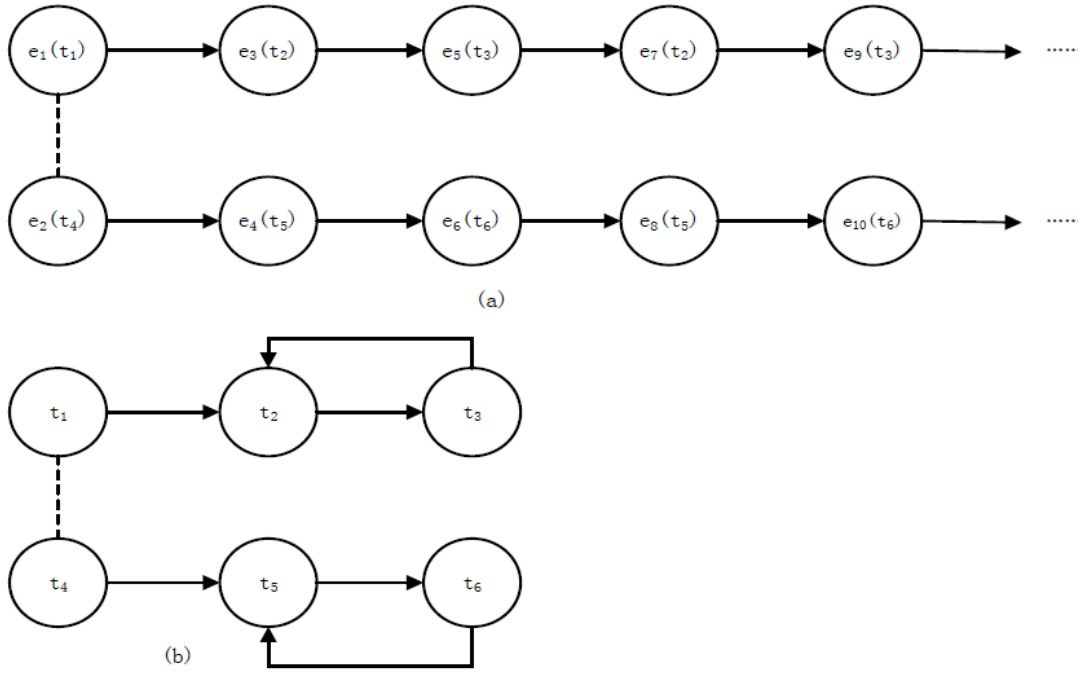 e₁(t₁) e₃(t₂) e₅(t₃) e₇(t₂) e₉(t₃) ……
e₂(t₄) e₄(t₅) e₆(t₆) e₈(t₅) e₁₀(t₆) ……
(a)
t₁ t₂ t₃
t₄ t₅ t₆
(b)